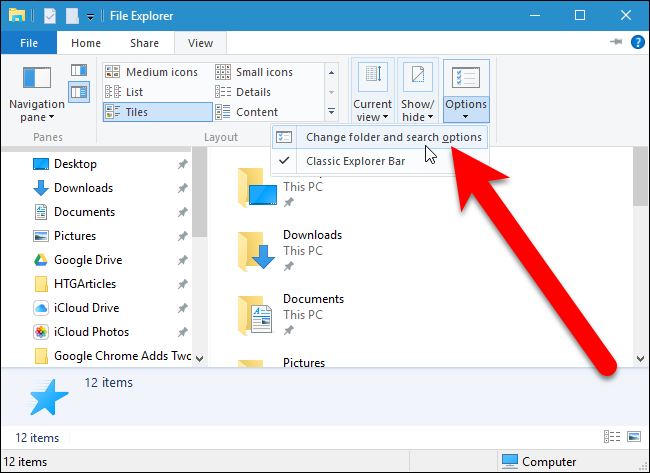 File Explorer
File Home Share View
Navigation pane
Medium icons Small icons
List Details
Tiles Content
Current view
Show/hide
Options
Panes Layout
Change folder and search options
Classic Explorer Bar
Desktop
Downloads
Documents
Pictures
Google Drive
HTGArticles
iCloud Drive
iCloud Photos
Google Chrome Adds Two
This PC
Downloads
This PC
Documents
This PC
Pictures
12 items
12 items
12 items Computer